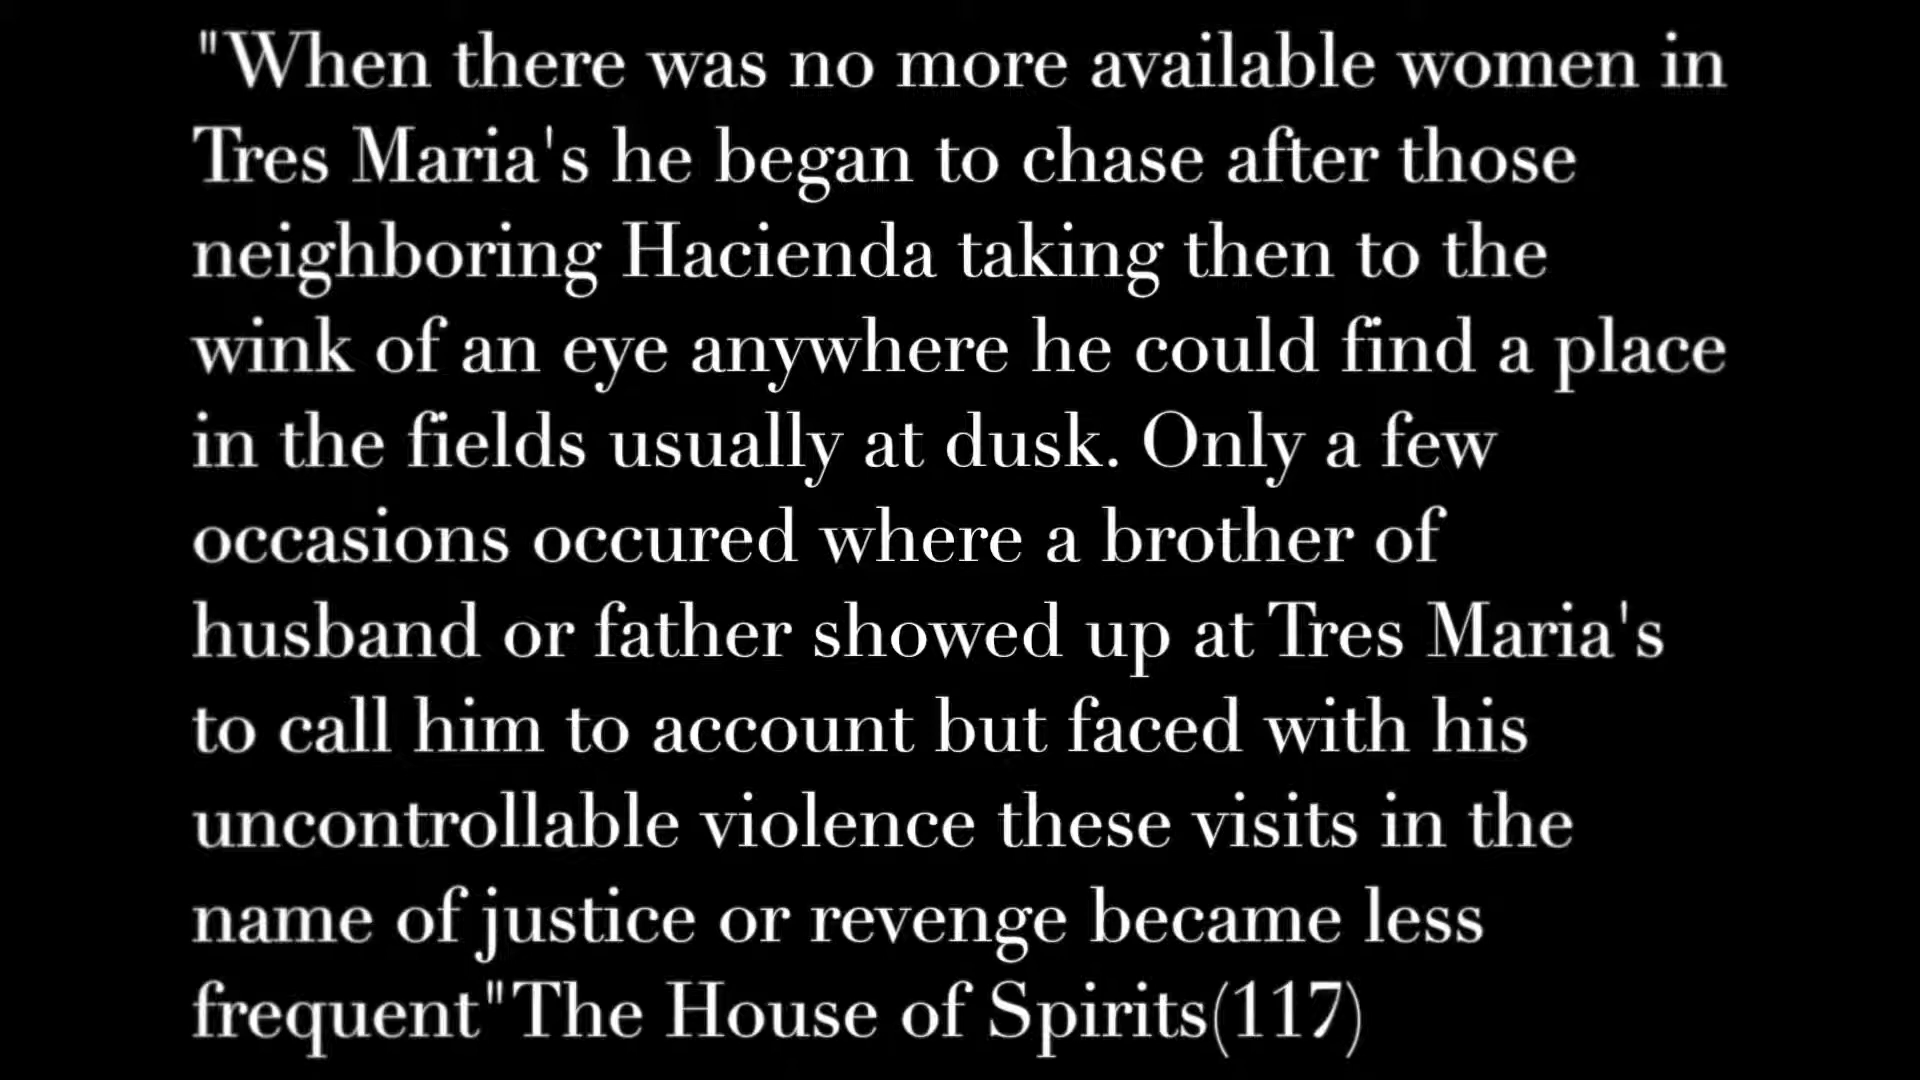 "When there was no more available women in
Tres Maria's he began to chase after those
neighboring Hacienda taking then to the
wink of an eye anywhere he could find a place
in the fields usually at dusk. Only a few
occasions occured where a brother of
husband or father showed up at Tres Maria's
to call him to account but faced with his
uncontrollable violence these visits in the
name of justice or revenge became less
frequent"The House of Spirits(117)